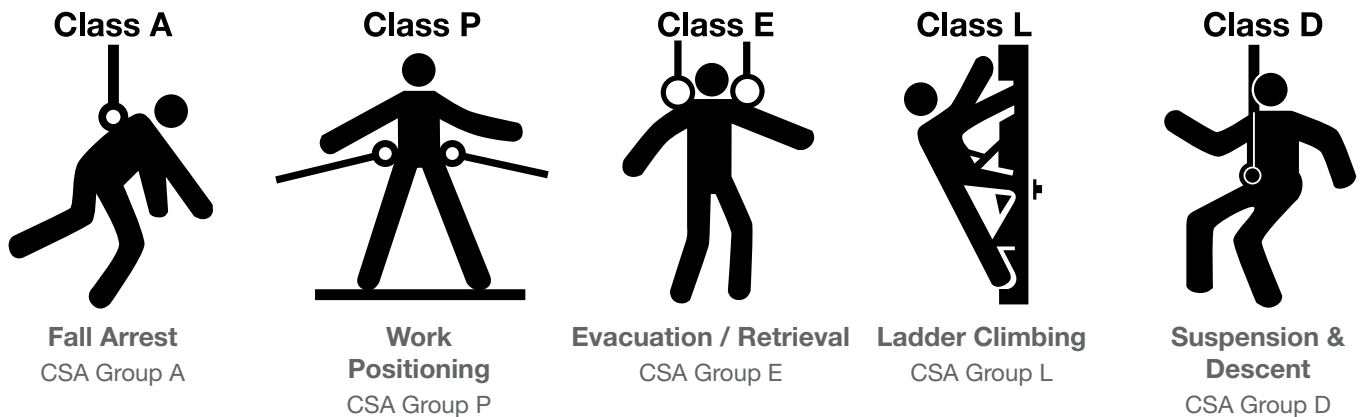 Class A
Class P
Class E
Class L
Class D
Fall Arrest
CSA Group A
Work
Positioning
CSA Group P
Evacuation / Retrieval
CSA Group E
Ladder Climbing
CSA Group L
Suspension &
Descent
CSA Group D